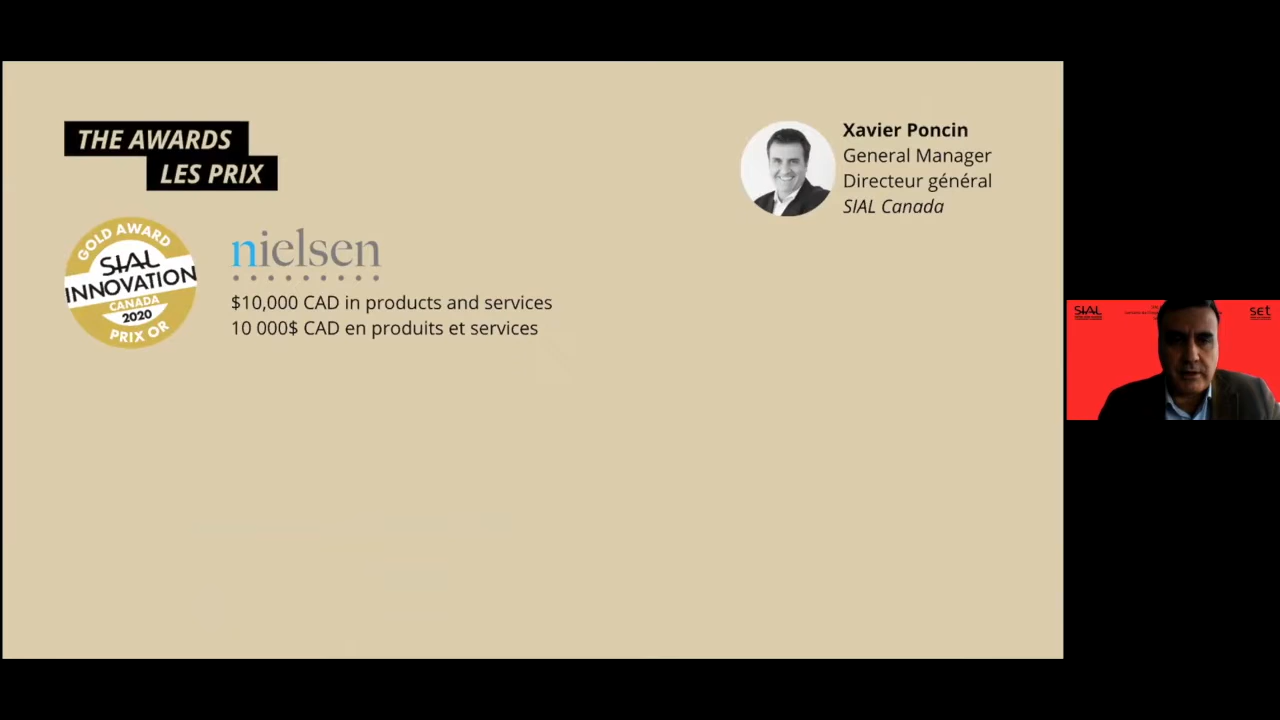 THE AWARDS
LES PRIX
Xavier Poncin
General Manager
Directeur général
SIAL Canada
GOLD AWARD
SIAL
INNOVATION
CANADA
2020
PRIX OR
nielsen
$10,000 CAD in products and services
10 000$ CAD en produits et services
SIAL
set